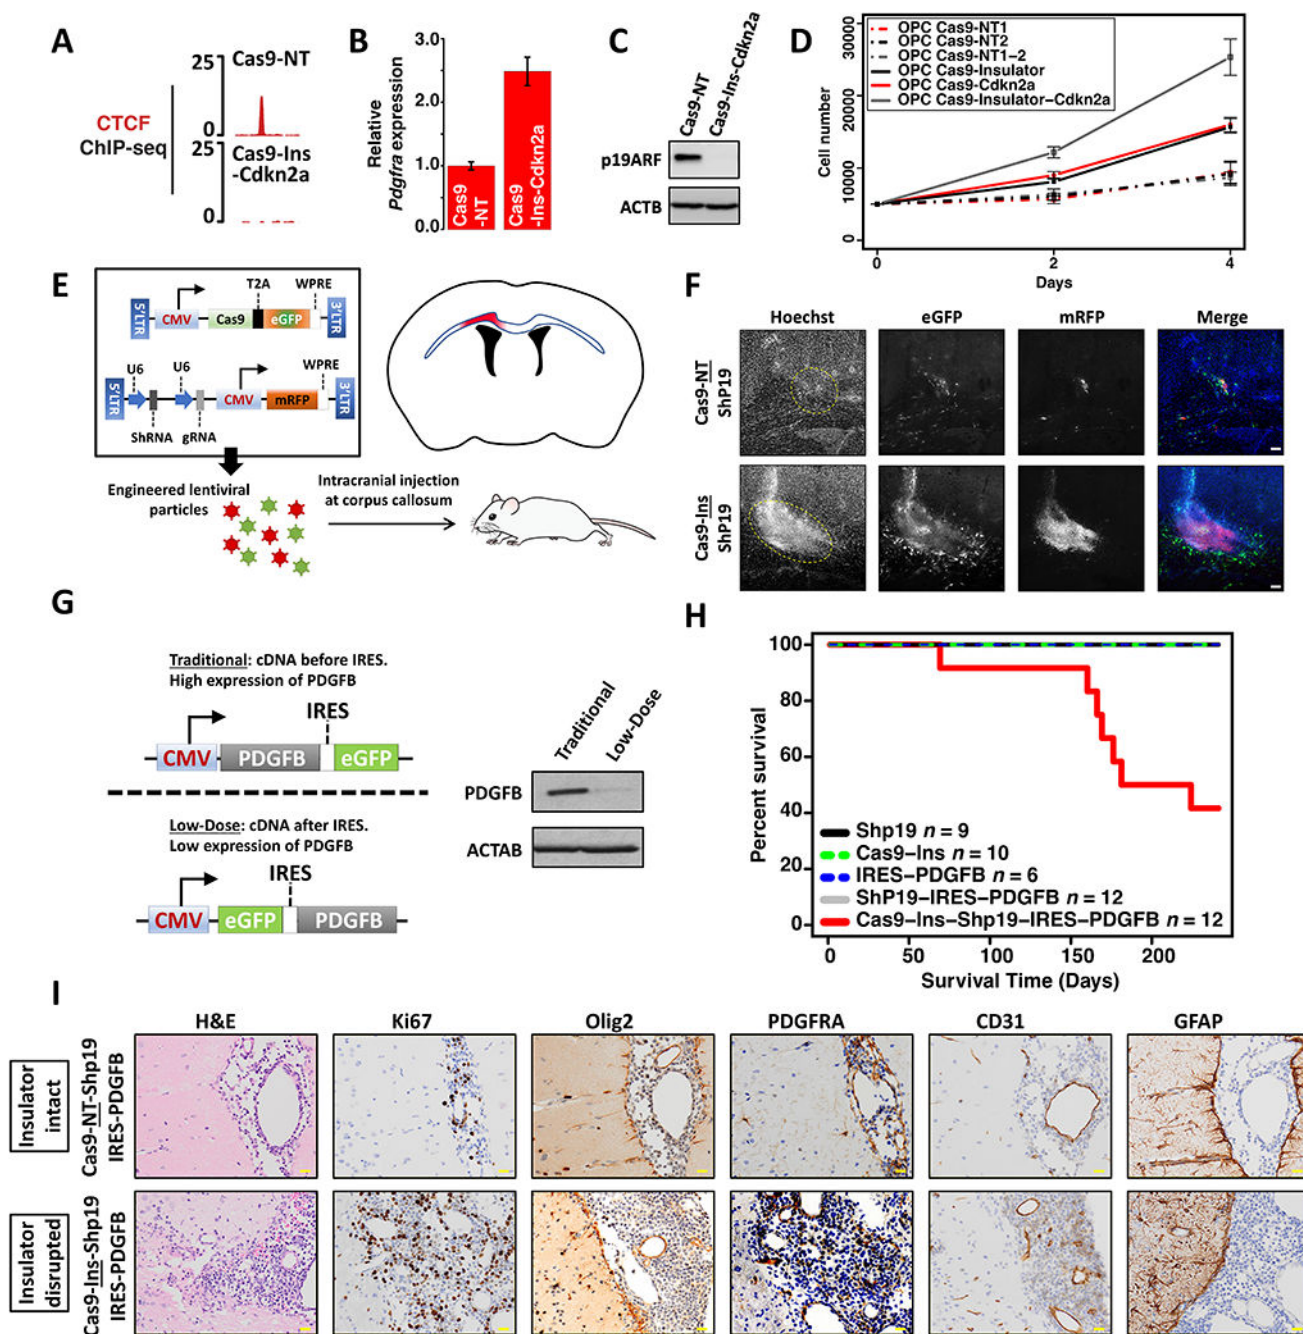 A
25
Cas9-NT
CTCF
ChIP-seq
0
25
Cas9-Ins
-Cdkn2a
0
B
Relative
Pdgfra expression
3.0
2.0
1.0
0.0
Cas9
-NT
Cas9
-Ins-Cdkn2a
C
Cas9-NT
Cas9-Ins-Cdkn2a
p19ARF
ACTB
D
OPC Cas9-NT1
OPC Cas9-NT2
OPC Cas9-NT1-2
OPC Cas9-Insulator
OPC Cas9-Cdkn2a
OPC Cas9-Insulator-Cdkn2a
Cell number
30000
20000
10000
0
0 2 4
Days
E
5'LTR
CMV
Cas9
T2A
eGFP
WPRE
3'LTR
5'LTR
U6
U6
CMV
mRFP
WPRE
3'LTR
ShRNA
gRNA
Engineered lentiviral
particles
Intracranial injection
at corpus callosum
F
Hoechst eGFP mRFP Merge
Cas9-NT
ShP19
Cas9-Ins
ShP19
G
Traditional: cDNA before IRES.
High expression of PDGFB
IRES
CMV PDGFB eGFP
Low-Dose: cDNA after IRES.
Low expression of PDGFB
IRES
CMV eGFP PDGFB
Traditional
Low-Dose
PDGFB
ACTAB
H
Percent survival
100
80
60
40
20
0
Shp19 n = 9
Cas9-Ins n = 10
IRES-PDGFB n = 6
ShP19-IRES-PDGFB n = 12
Cas9-Ins-Shp19-IRES-PDGFB n = 12
0 50 100 150 200
Survival Time (Days)
I
H&E Ki67 Olig2 PDGFRA CD31 GFAP
Insulator
intact
Cas9-NT-Shp19
IRES-PDGFB
Insulator
disrupted
Cas9-Ins-Shp19
IRES-PDGFB